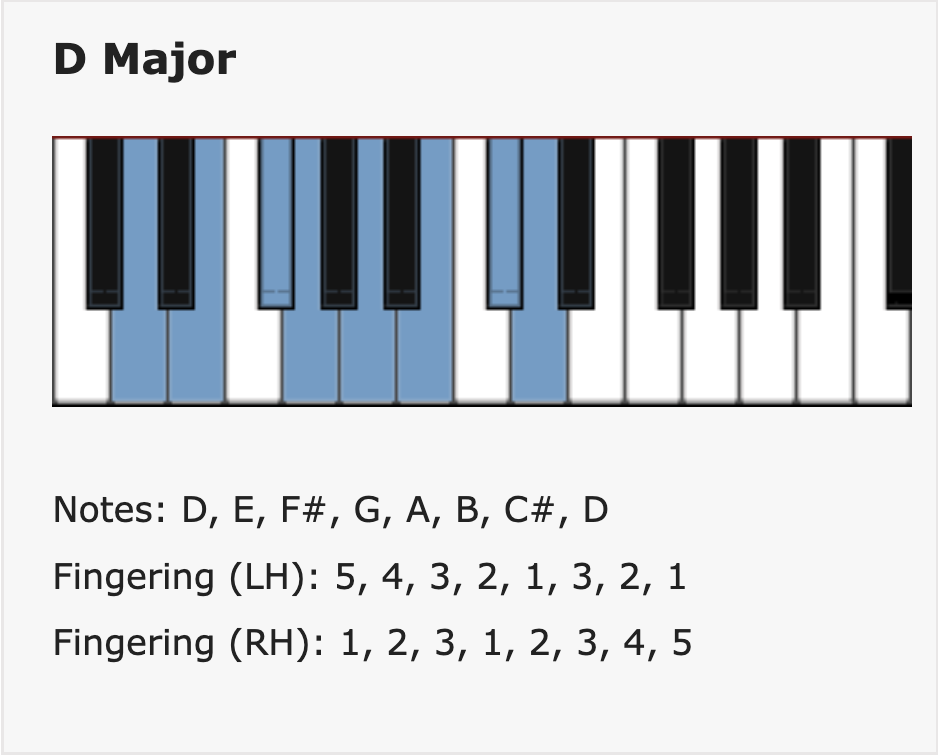 D Major
Notes: D, E, F#, G, A, B, C#, D
Fingering (LH): 5, 4, 3, 2, 1, 3, 2, 1
Fingering (RH): 1, 2, 3, 1, 2, 3, 4, 5